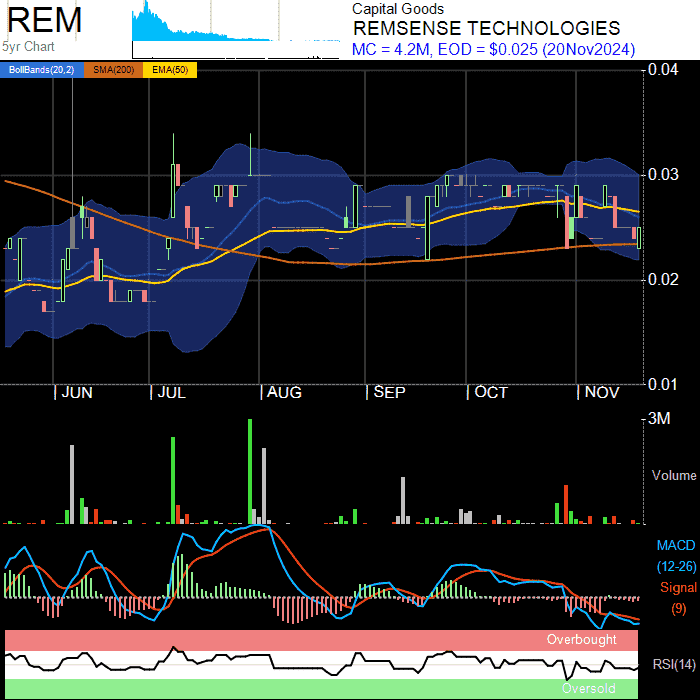 REM
5yr Chart
Capital Goods
REMSENSE TECHNOLOGIES
MC = 4.2M, EOD = $0.025 (20Nov2024)
BollBands(20,2) SMA(200) EMA(50)
0.04
0.03
0.02
0.01
JUN JUL AUG SEP OCT NOV
3M
Volume
MACD
(12-26)
Signal
(9)
Overbought
RSI(14)
Oversold